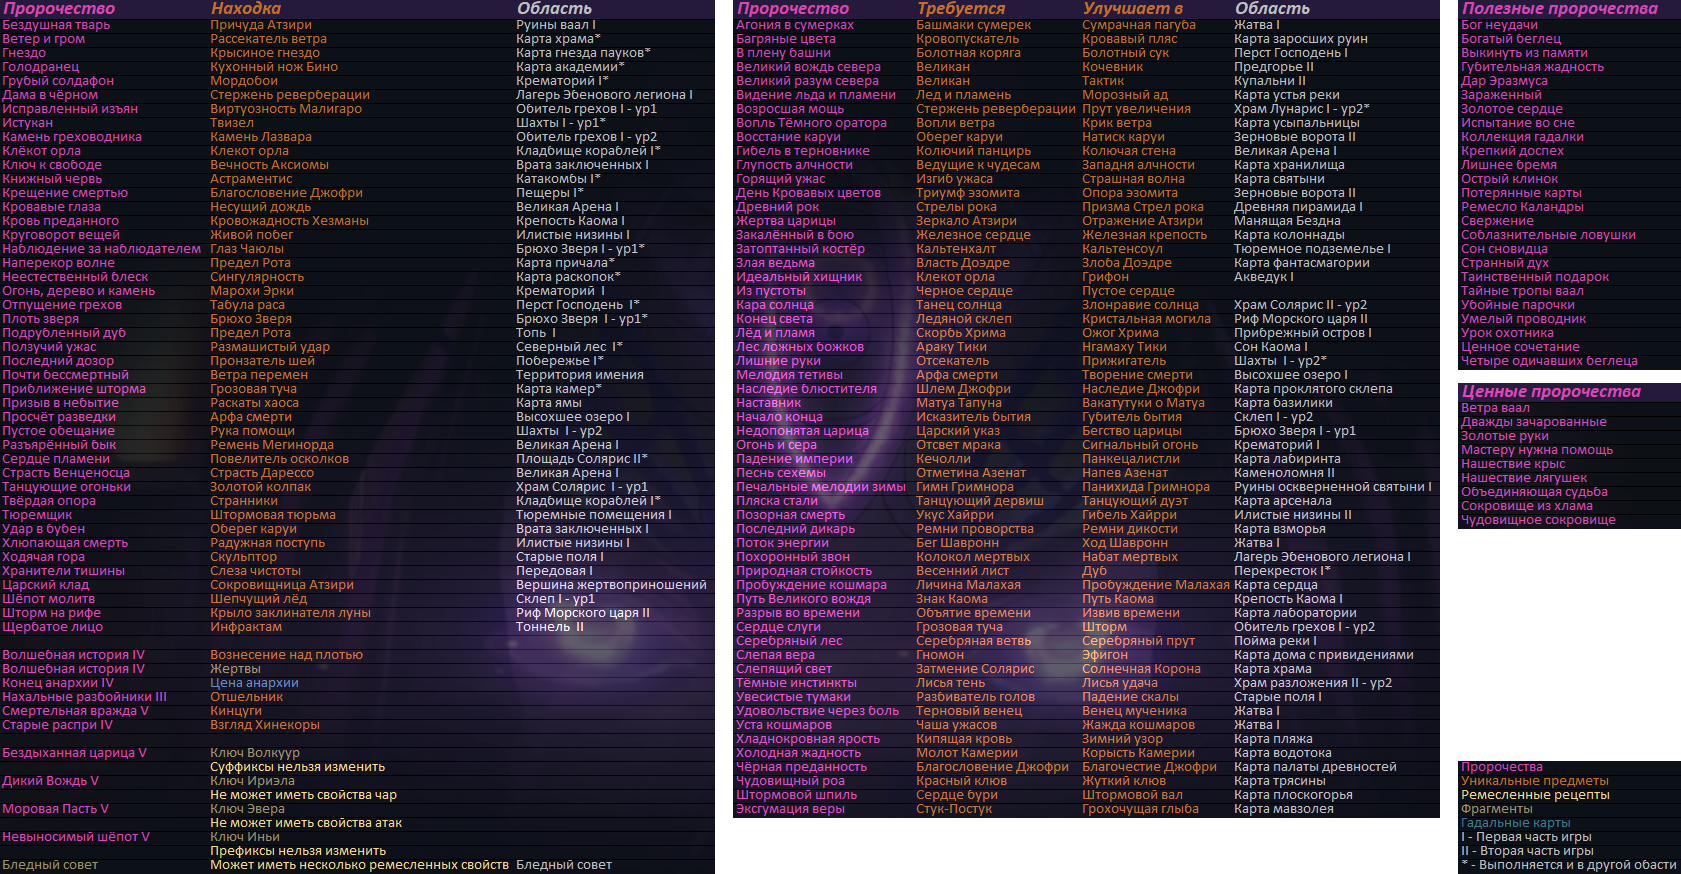 Пророчество Находка Область
Бездушная тварь Причуда Атзири Руины ваал I
Ветер и гром Рассекатель ветра Карта храма*
Гнездо Крысиное гнездо Карта гнезда пауков*
Голодранец Кухонный нож Бино Карта академии*
Грубый солдафон Мордобои Крематорий I*
Дама в чёрном Стержень реверберации Лагерь Эбенового легиона I
Исправленный изъян Виртуозность Малигаро Обитель грехов I - ур1
Истукан Твизел Шахты I - ур1*
Камень греховодника Камень Лазвара Обитель грехов I - ур2
Клёкот орла Клекот орла Кладбище кораблей I*
Ключ к свободе Вечность Аксиомы Врата заключенных I
Книжный червь Астраментис Катакомбы I*
Крещение смертью Благословение Джофри Пещеры I*
Кровавые глаза Несущий дождь Великая Арена I
Кровь преданного Кровожадность Хезманы Крепость Каома I
Круговорот вещей Живой побег Илистые низины I
Наблюдение за наблюдателем Глаз Чаюлы Брюхо Зверя I - ур1*
Наперекор волне Предел Рота Карта причала*
Неестественный блеск Сингулярность Карта раскопок*
Огонь, дерево и камень Марохи Эрки Крематорий I
Отпущение грехов Табула раса Перст Господень I*
Плоть зверя Брюхо Зверя Брюхо Зверя I - ур1*
Подрубленный дуб Предел Рота Топь I
Ползучий ужас Размашистый удар Северный лес I*
Последний дозор Пронзатель шей Побережье I*
Почти бессмертный Ветра перемен Территория имения
Приближение шторма Грозовая туча Карта камер*
Призыв в небытие Раскаты хаоса Карта ямы
Просчёт разведки Арфа смерти Высохшее озеро I
Пустое обещание Рука помощи Шахты I - ур2
Разъярённый бык Ремень Мегинорда Великая Арена I
Сердце пламени Повелитель осколков Площадь Солярис II*
Страсть Венценосца Страсть Дарессо Великая Арена I
Танцующие огоньки Золотой колпак Храм Солярис I - ур1
Твёрдая опора Странники Кладбище кораблей I*
Тюремщик Штормовая тюрьма Тюремные помещения I
Удар в бубен Оберег каруи Врата заключенных I
Хлюпающая смерть Радужная поступь Илистые низины I
Ходячая гора Скульптор Старые поля I
Хранители тишины Слеза чистоты Передовая I
Царский клад Сокровищница Атзири Вершина жертвоприношений
Шёпот молитв Шепчущий лёд Склеп I - ур1
Шторм на рифе Крыло заклинателя луны Риф Морского царя II
Щербатое лицо Инфрактам Тоннель II
Волшебная история IV Вознесение над плотью
Волшебная история IV Жертвы
Конец анархии IV Цена анархии
Нахальные разбойники III Отшельник
Смертельная вражда V Кинцуги
Старые распри IV Взгляд Хинекоры
Бездыханная царица V Ключ Волкуур
Суффиксы нельзя изменить
Дикий Вождь V Ключ Ириэла
Не может иметь свойства чар
Моровая Пасть V Ключ Эвера
Не может иметь свойства атак
Невыносимый шёпот V Ключ Иньи
Префиксы нельзя изменить
Бледный совет Может иметь несколько ремесленных свойств Бледный совет
Пророчество Требуется Улучшает в Область
Агония в сумерках Башмаки сумерек Сумрачная пагуба Жатва I
Багряные цвета Кровопускатель Кровавый пляс Карта заросших руин
В плену башни Болотная коряга Болотный сук Перст Господень I
Великий вождь севера Великан Кочевник Предгорье II
Великий разум севера Великан Тактик Купальни II
Видение льда и пламени Лед и пламень Морозный ад Карта устья реки
Возросшая мощь Стержень реверберации Прут увеличения Храм Лунарис I - ур2*
Вопль Тёмного оратора Вопли ветра Крик ветра Карта усыпальницы
Восстание каруи Оберег каруи Натиск каруи Зерновые ворота II
Гибель в терновнике Колючий панцирь Колючая стена Великая Арена I
Глупость алчности Ведущие к чудесам Западня алчности Карта хранилища
Горящий ужас Изгиб ужаса Страшная волна Карта святыни
День Кровавых цветов Триумф эзомита Опора эзомита Зерновые ворота II
Древний рок Стрелы рока Призма Стрел рока Древняя пирамида I
Жертва царицы Зеркало Атзири Отражение Атзири Манящая Бездна
Закалённый в бою Железное сердце Железная крепость Карта колоннады
Затоптанный костёр Кальтенхалт Кальтенсоул Тюремное подземелье I
Злая ведьма Власть Доэдре Злоба Доэдре Карта фантасмагории
Идеальный хищник Клекот орла Грифон Акведук I
Из пустоты Черное сердце Пустое сердце
Кара солнца Танец солнца Злонравие солнца Храм Солярис II - ур2
Конец света Ледяной склеп Кристальная могила Риф Морского царя II
Лёд и пламя Скорбь Хрима Ожог Хрима Прибрежный остров I
Лес ложных божков Араку Тики Нгамаху Тики Сон Каома I
Лишние руки Отсекатель Прижигатель Шахты I - ур2*
Мелодия тетивы Арфа смерти Творение смерти Высохшее озеро I
Наследие блюстителя Шлем Джофри Наследие Джофри Карта проклятого склепа
Наставник Матуа Тапуна Вакатутуки о Матуа Карта базилики
Начало конца Исказитель бытия Губитель бытия Склеп I - ур2
Недопонятая царица Царский указ Бегство царицы Брюхо Зверя I - ур1
Огонь и сера Отсвет мрака Сигнальный огонь Крематорий I
Падение империи Кечолли Панкецалистли Карта лабиринта
Песнь сехемы Отметина Азенат Напев Азенат Каменоломня II
Печальные мелодии зимы Гимн Гримнора Панихида Гримнора Руины оскверненной святыни I
Пляска стали Танцующий дервиш Танцующий дуэт Карта арсенала
Позорная смерть Укус Хайрри Гибель Хайрри Илистые низины II
Последний дикарь Ремни проворства Ремни дикости Карта взморья
Поток энергии Бег Шавронн Ход Шавронн Жатва I
Похоронный звон Колокол мертвых Набат мертвых Лагерь Эбенового легиона I
Природная стойкость Весенний лист Дуб Перекресток I*
Пробуждение кошмара Личина Малахая Пробуждение Малахая Карта сердца
Путь Великого вождя Знак Каома Путь Каома Крепость Каома I
Разрыв во времени Объятие времени Извив времени Карта лаборатории
Сердце слуги Грозовая туча Шторм Обитель грехов I - ур2
Серебряный лес Серебряная ветвь Серебряный прут Пойма реки I
Слепая вера Гномон Эфигон Карта дома с привидениями
Слепящий свет Затмение Солярис Солнечная Корона Карта храма
Тёмные инстинкты Лисья тень Лисья удача Храм разложения II - ур2
Увесистые тумаки Разбиватель голов Падение скалы Старые поля I
Удовольствие через боль Терновый венец Венец мученика Жатва I
Уста кошмаров Чаша ужасов Жажда кошмаров Жатва I
Хладнокровная ярость Кипящая кровь Зимний узор Карта пляжа
Холодная жадность Молот Камерии Корысть Камерии Карта водотока
Чёрная преданность Благословение Джофри Благочестие Джофри Карта палаты древностей
Чудовищный роа Красный клюв Жуткий клюв Карта трясины
Штормовой шпиль Сердце бури Штормовой вал Карта плоскогорья
Эксгумация веры Стук-Постук Грохочущая глыба Карта мавзолея
Полезные пророчества
Бог неудачи
Богатый беглец
Выкинуть из памяти
Губительная жадность
Дар Эразмуса
Зараженный
Золотое сердце
Испытание во сне
Коллекция гадалки
Крепкий доспех
Лишнее бремя
Острый клинок
Потерянные карты
Ремесло Каландры
Свержение
Соблазнительные ловушки
Сон сновидца
Странный дух
Таинственный подарок
Тайные тропы ваал
Убойные парочки
Умелый проводник
Урок охотника
Ценное сочетание
Четыре одичавших беглеца
Ценные пророчества
Ветра ваал
Дважды зачарованные
Золотые руки
Мастеру нужна помощь
Нашествие крыс
Нашествие лягушек
Объединяющая судьба
Сокровище из хлама
Чудовищное сокровище
Пророчества
Уникальные предметы
Ремесленные рецепты
Фрагменты
Гадальные карты
I - Первая часть игры
II - Вторая часть игры
* - Выполняется и в другой обасти